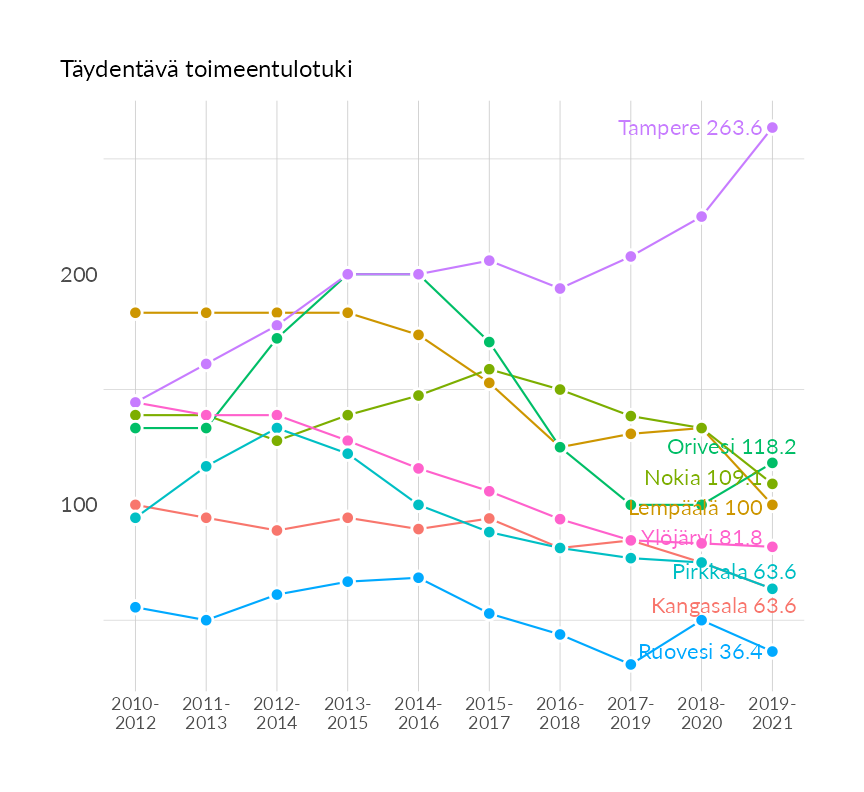 Täydentävä toimeentulotuki
Tampere 263.6
200
Orivesi 118.2
Nokia 109.1
100
Lempäälä 100
Ylöjärvi 81.8
Pirkkala 63.6
Kangasala 63.6
Ruovesi 36.4
2010- 2011- 2012- 2013- 2014- 2015- 2016- 2017- 2018- 2019-
2012 2013 2014 2015 2016 2017 2018 2019 2020 2021